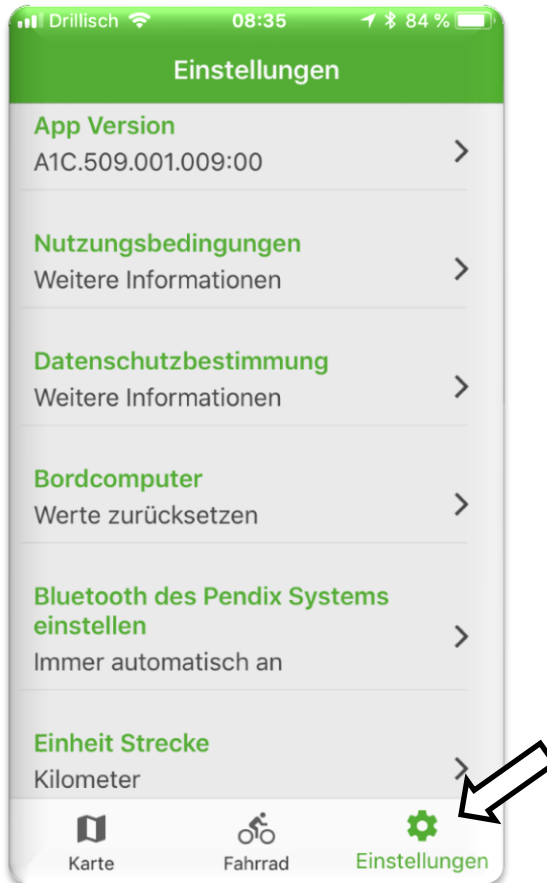 Drillisch 08:35 84 %
Einstellungen
App Version
A1C.509.001.009:00
Nutzungsbedingungen
Weitere Informationen
Datenschutzbestimmung
Weitere Informationen
Bordcomputer
Werte zurücksetzen
Bluetooth des Pendix Systems
einstellen
Immer automatisch an
Einheit Strecke
Kilometer
Karte Fahrrad Einstellungen